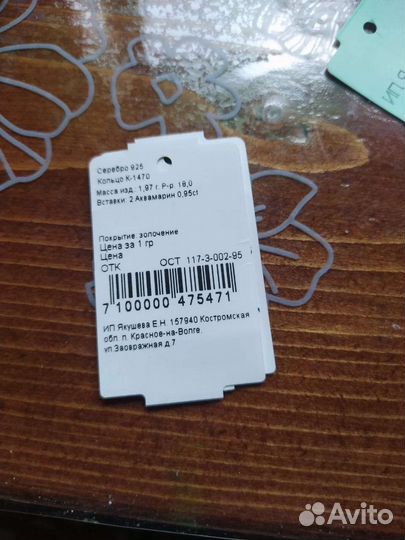 Серебро 925
Кольцо К-1470
Масса изд.: 1,97 г. Р-р. 18,0
Вставки: 2 Аквамарин 0,95ct
Покрытие: золочение
Цена за 1 гр
Цена
ОТК ОСТ 117-3-002-95
7 100000 475471
ИП Якушева Е.Н. 157940 Костромская
обл. п. Красное-на-Волге.
ул.Заовражная д.7
Avito